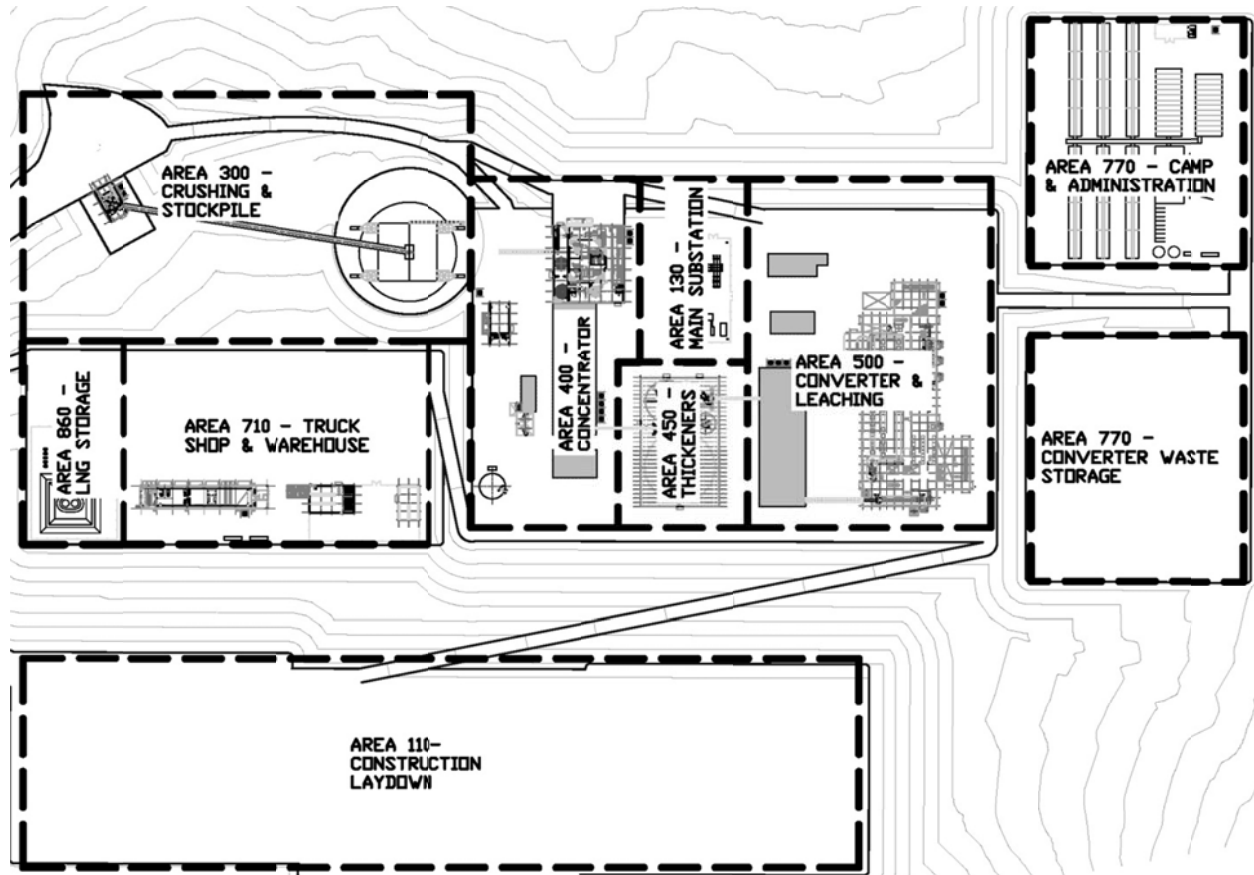 AREA 300 -
CRUSHING &
STOCKPILE
AREA 770 - CAMP
& ADMINISTRATION
AREA 130 -
MAIN SUBSTATION
AREA 400 -
CONCENTRATOR
AREA 500 -
CONVERTER &
LEACHING
AREA 450 -
THICKENERS
AREA 860 -
LNG STORAGE
AREA 710 - TRUCK
SHOP & WAREHOUSE
AREA 770 -
CONVERTER WASTE
STORAGE
AREA 110-
CONSTRUCTION
LAYDOWN